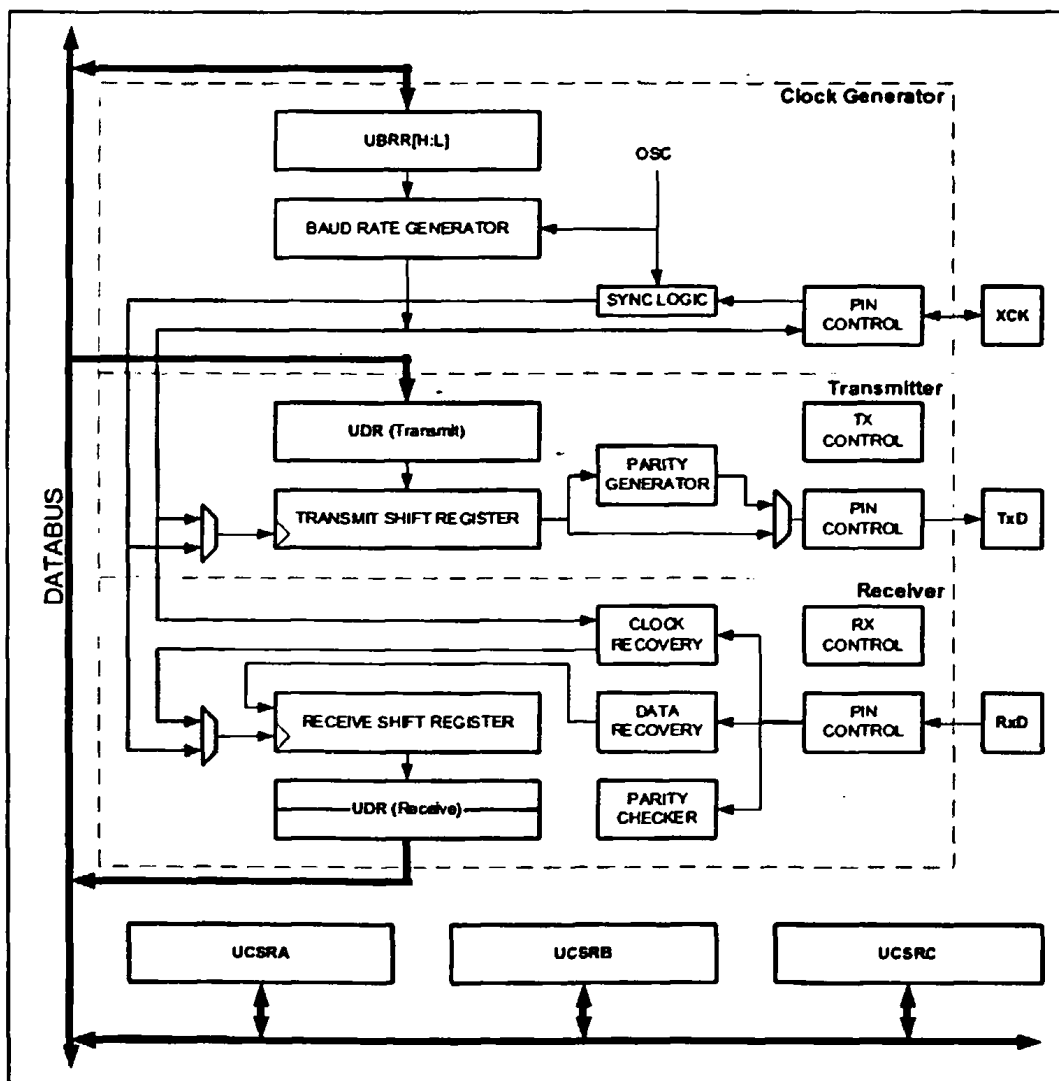 Clock Generator
UBRR[H:L]
OSC
BAUD RATE GENERATOR
SYNC LOGIC
PIN
CONTROL
XCK
Transmitter
TX
CONTROL
UDR (Transmit)
PARITY
GENERATOR
TRANSMIT SHIFT REGISTER
PIN
CONTROL
TxD
DATABUS
Receiver
CLOCK
RECOVERY
RX
CONTROL
RECEIVE SHIFT REGISTER
DATA
RECOVERY
PIN
CONTROL
RxD
UDR (Receive)
PARITY
CHECKER
UCSRA
UCSRB
UCSRC